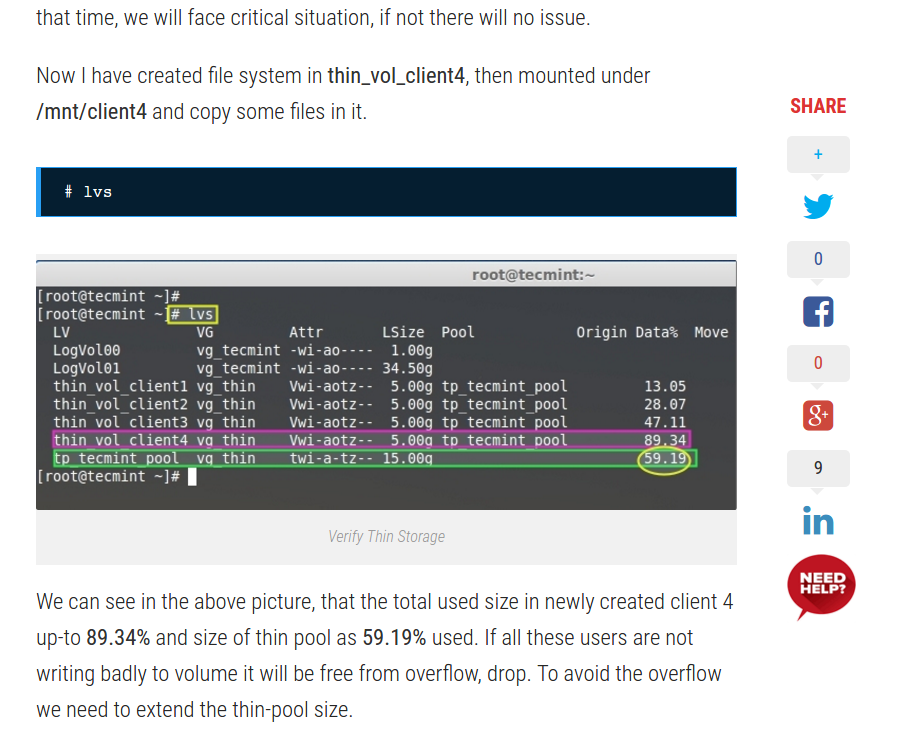 that time, we will face critical situation, if not there will no issue.
Now I have created file system in thin_vol_client4, then mounted under
/mnt/client4 and copy some files in it.
SHARE
+
0
0
9
in
NEED
HELP?
# lvs
root@tecmint:~
[root@tecmint ~]#
[root@tecmint ~]# lvs
LV VG Attr LSize Pool Origin Data% Move
LogVol00 vg_tecmint -wi-ao---- 1.00g
LogVol01 vg_tecmint -wi-ao---- 34.50g
thin_vol_client1 vg_thin Vwi-aotz-- 5.00g tp_tecmint_pool 13.05
thin_vol_client2 vg_thin Vwi-aotz-- 5.00g tp_tecmint_pool 28.07
thin_vol_client3 vg_thin Vwi-aotz-- 5.00g tp_tecmint_pool 47.11
thin_vol_client4 vg_thin Vwi-aotz-- 5.00g tp_tecmint_pool 89.34
tp_tecmint_pool vg_thin twi-a-tz-- 15.00g 59.19
[root@tecmint ~]#
Verify Thin Storage
We can see in the above picture, that the total used size in newly created client 4
up-to 89.34% and size of thin pool as 59.19% used. If all these users are not
writing badly to volume it will be free from overflow, drop. To avoid the overflow
we need to extend the thin-pool size.